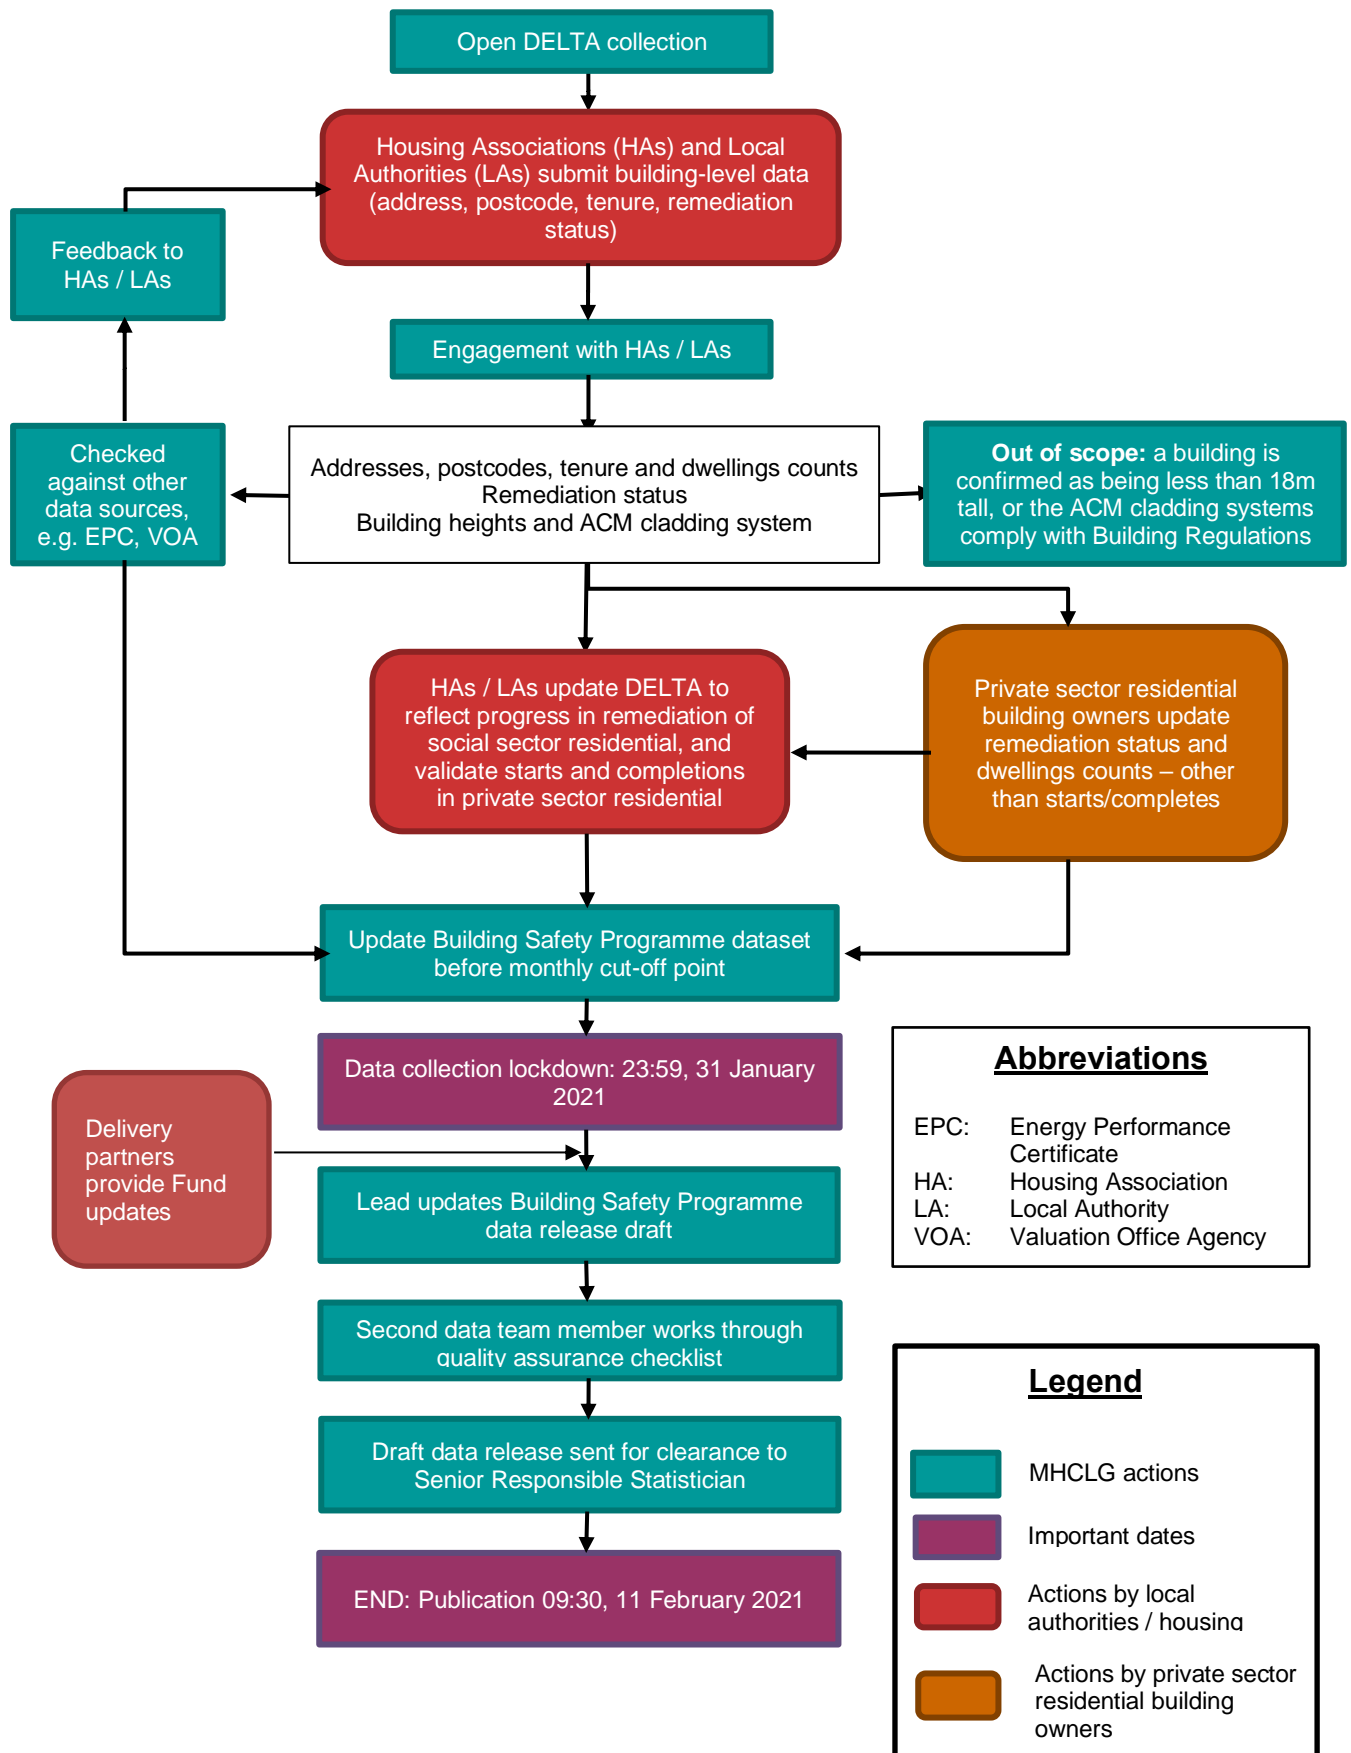 Open DELTA collection
Housing Associations (HAs) and Local
Authorities (LAs) submit building-level data
(address, postcode, tenure, remediation
status)
Feedback to
HAs / LAs
Engagement with HAs / LAs
Checked
against other
data sources,
e.g. EPC, VOA
Addresses, postcodes, tenure and dwellings counts
Remediation status
Building heights and ACM cladding system
Out of scope: a building is
confirmed as being less than 18m
tall, or the ACM cladding systems
comply with Building Regulations
HAs / LAs update DELTA to
reflect progress in remediation of
social sector residential, and
validate starts and completions
in private sector residential
Private sector residential
building owners update
remediation status and
dwellings counts – other
than starts/completes
Update Building Safety Programme dataset
before monthly cut-off point
Data collection lockdown: 23:59, 31 January
2021
Delivery
partners
provide Fund
updates
Lead updates Building Safety Programme
data release draft
Second data team member works through
quality assurance checklist
Draft data release sent for clearance to
Senior Responsible Statistician
END: Publication 09:30, 11 February 2021
Abbreviations
EPC: Energy Performance
Certificate
HA: Housing Association
LA: Local Authority
VOA: Valuation Office Agency
Legend
MHCLG actions
Important dates
Actions by local
authorities / housing
Actions by private sector
residential building
owners